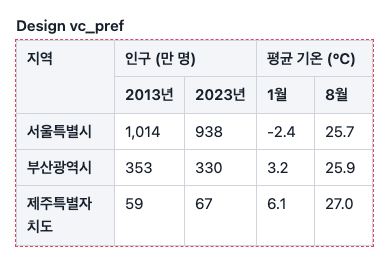 Design vc_pref
지역 인구 (만 명) 평균 기온 (°C)
2013년 2023년 1월 8월
서울특별시 1,014 938 -2.4 25.7
부산광역시 353 330 3.2 25.9
제주특별자 59 67 6.1 27.0
치도